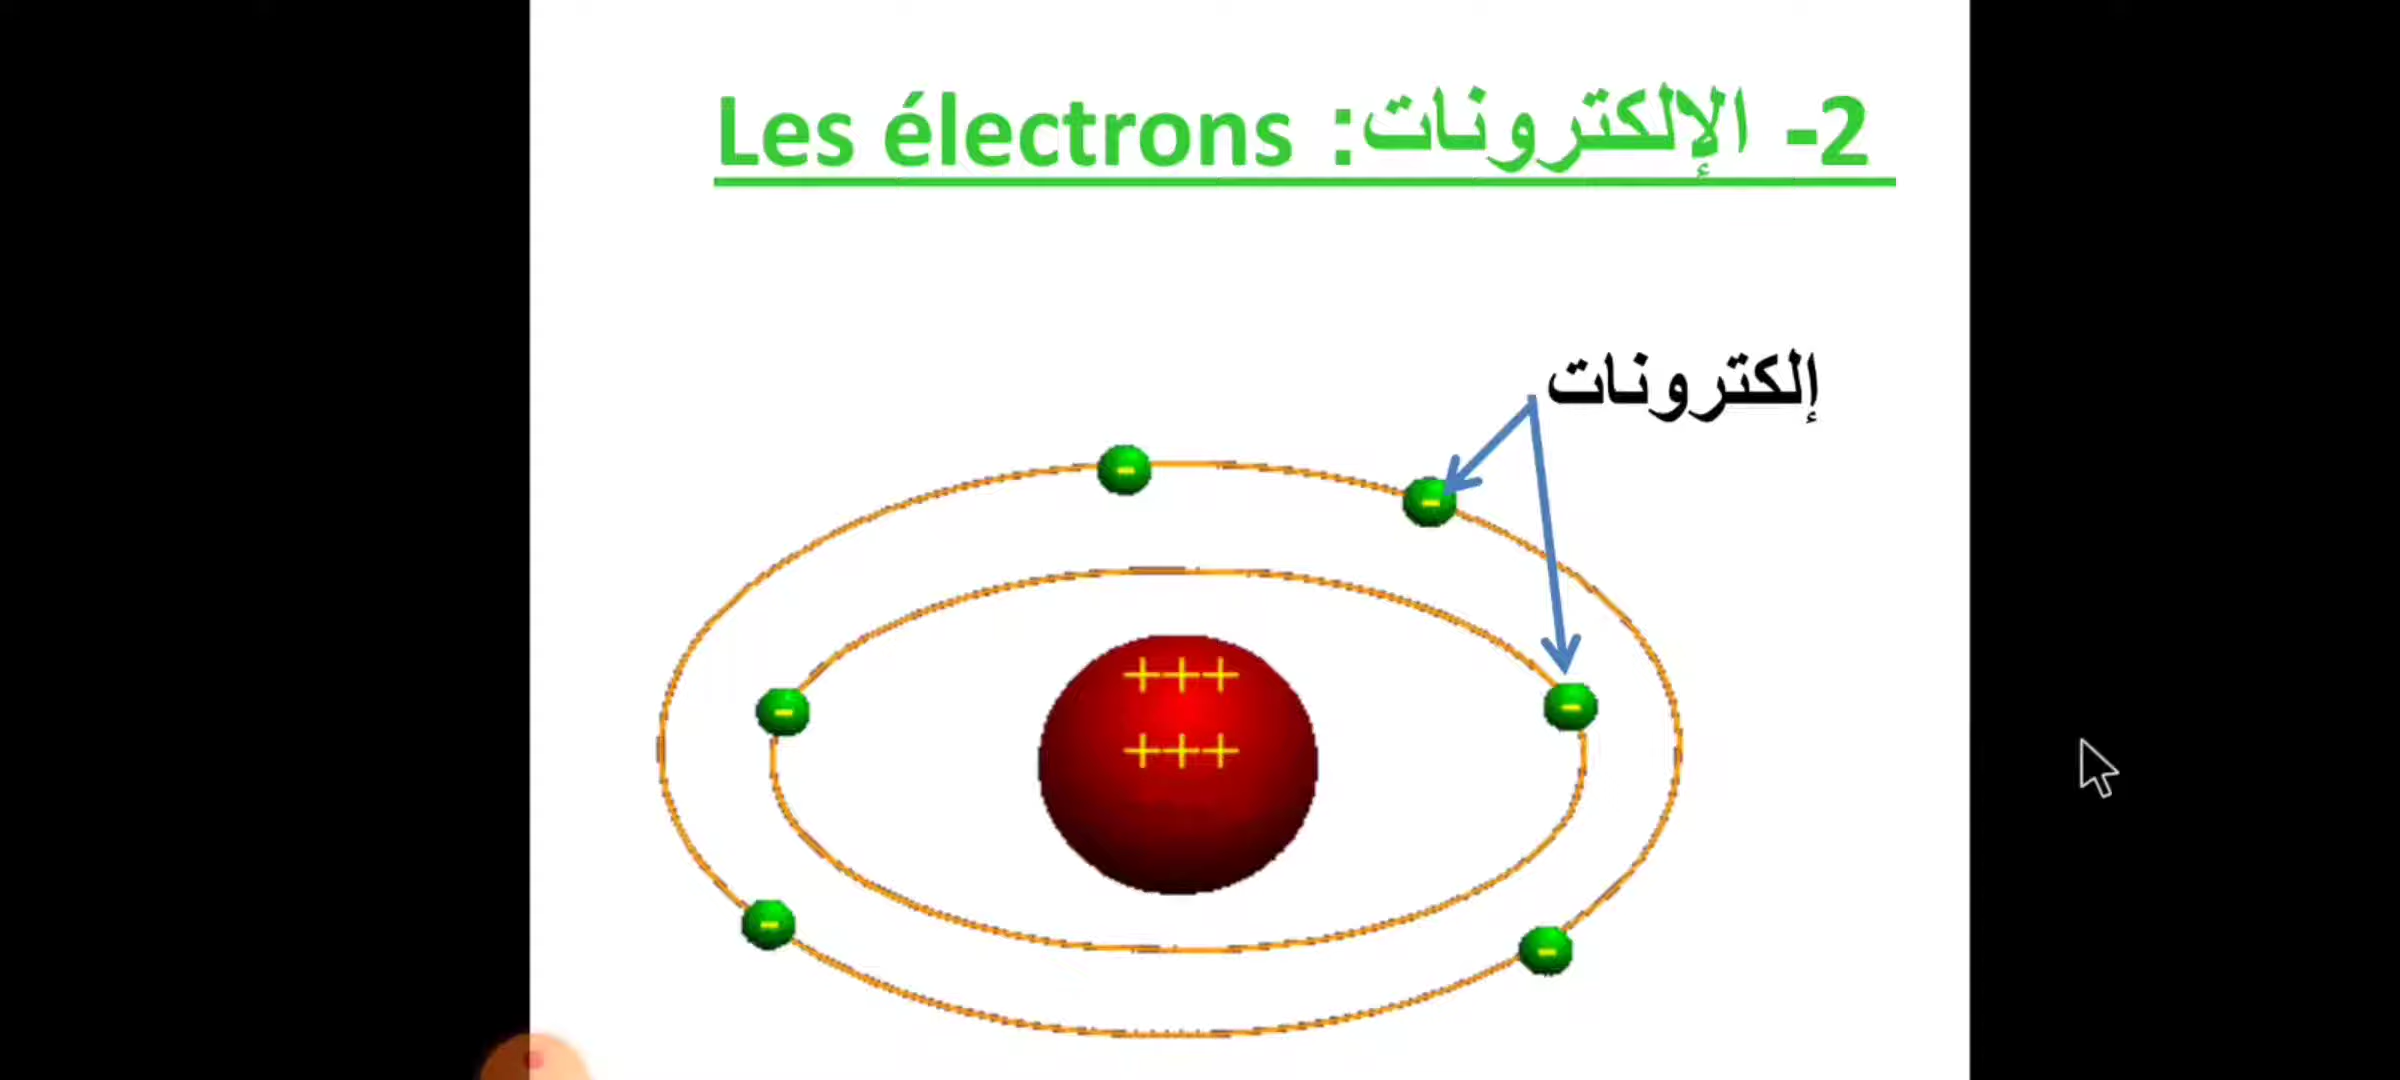 2- الإلكترونات: Les électrons
إلكترونات
- -
+++
- -
+++
- -